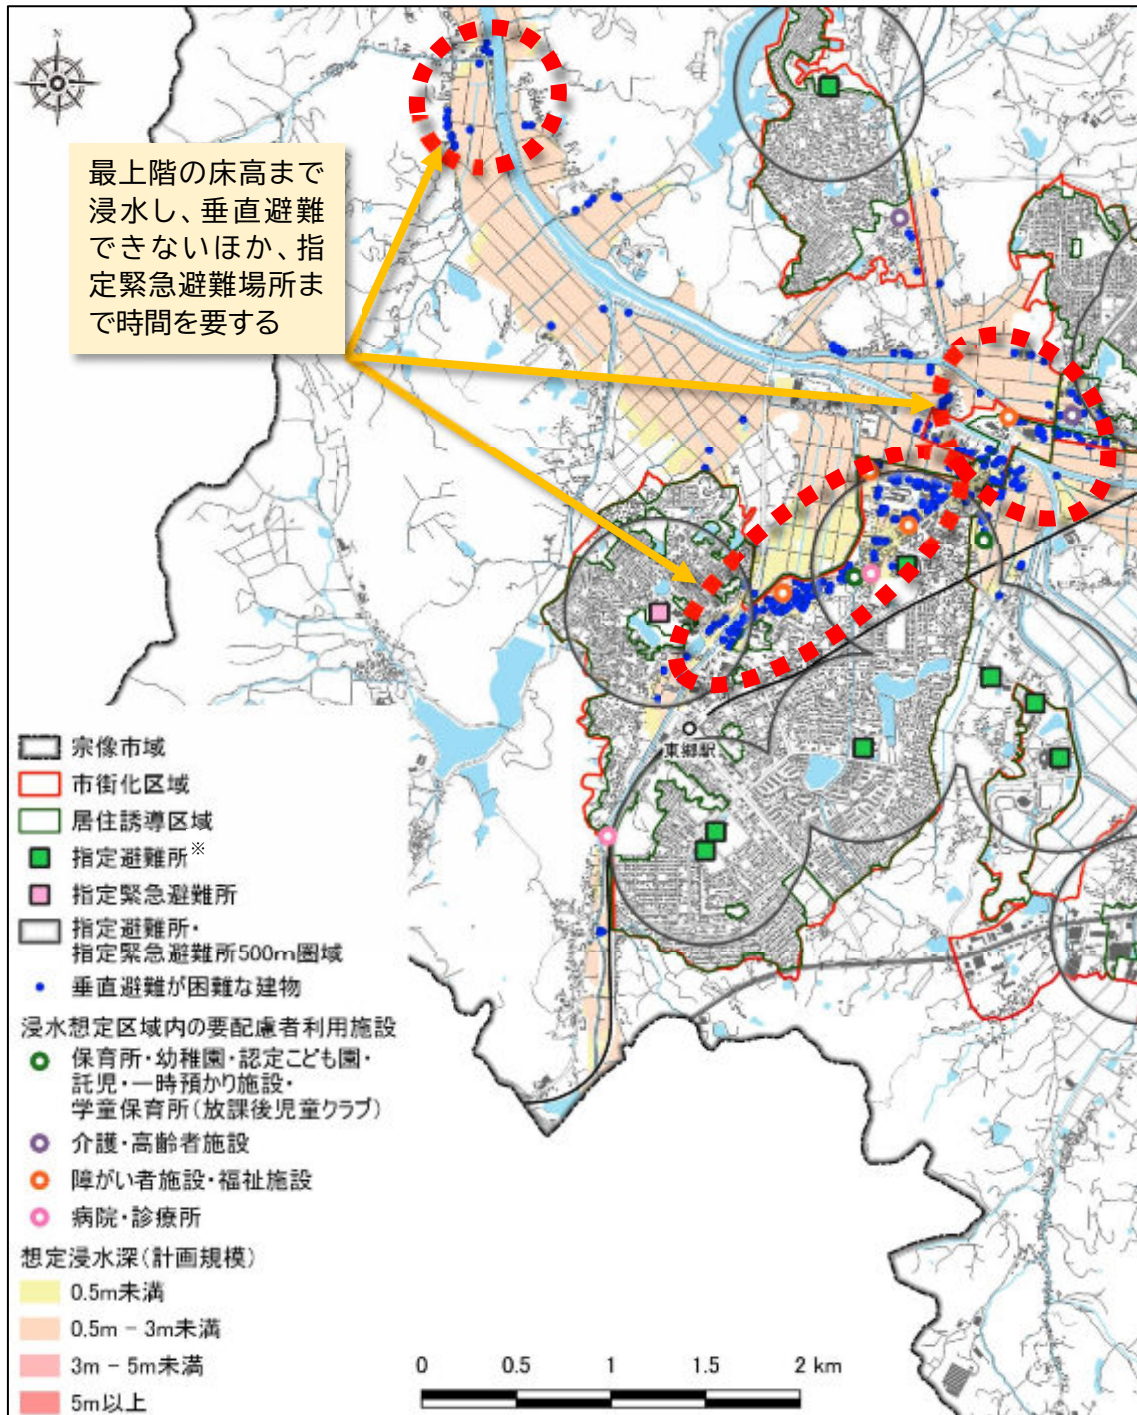 N
最上階の床高まで
浸水し、垂直避難
できないほか、指
定緊急避難場所ま
で時間を要する
東郷駅
宗像市域
市街化区域
居住誘導区域
指定避難所※
指定緊急避難所
指定避難所・
指定緊急避難所500m圏域
垂直避難が困難な建物
浸水想定区域内の要配慮者利用施設
保育所・幼稚園・認定こども園・
託児・一時預かり施設・
学童保育所(放課後児童クラブ)
介護・高齢者施設
障がい者施設・福祉施設
病院・診療所
想定浸水深(計画規模)
0.5m未満
0.5m － 3m未満
3m － 5m未満
5m以上
0 0.5 1 1.5 2 km